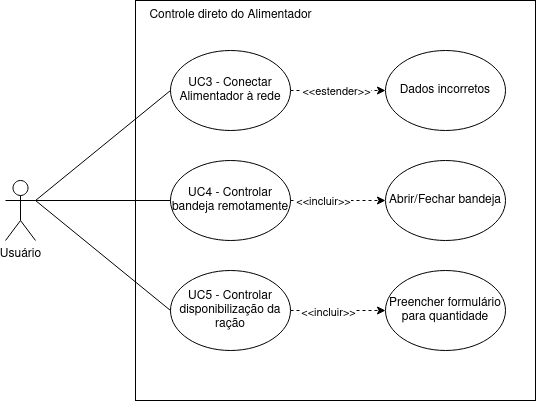 Controle direto do Alimentador
UC3 - Conectar
Alimentador à rede
<<estender>>
Dados incorretos
UC4 - Controlar
bandeja remotamente
<<incluir>>
Abrir/Fechar bandeja
Usuário
UC5 - Controlar
disponibilização da
ração
<<incluir>>
Preencher formulário
para quantidade